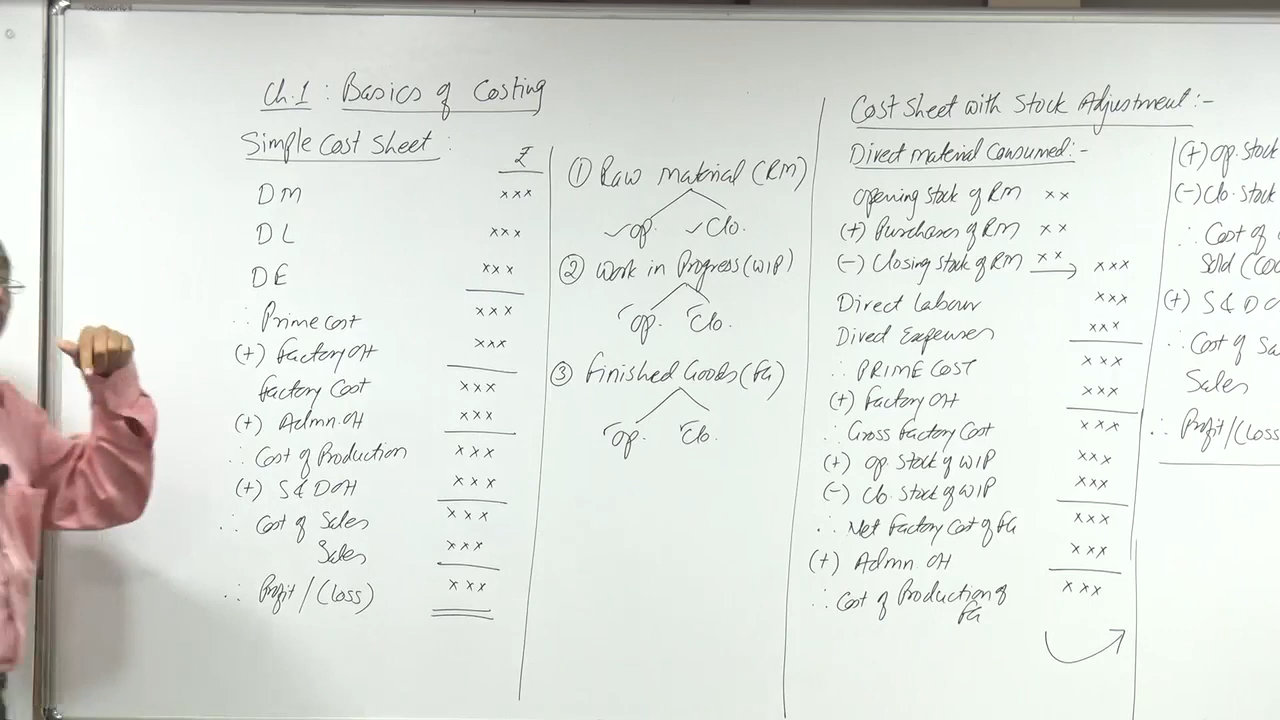 Ch.1 : Basics of Costing
Simple Cost Sheet :
₹
DM xxx
DL xxx
DE xxx
∴ Prime Cost xxx
(+) Factory OH xxx
Factory Cost xxx
(+) Admn. OH xxx
∴ Cost of Production xxx
(+) S & D OH xxx
∴ Cost of Sales xxx
Sales xxx
∴ Profit / (Loss) xxx
① Raw material (RM)
✓op. ✓Clo.
② Work in Progress (WIP)
op. Clo.
③ Finished Goods (FG)
op. Clo.
Cost Sheet with Stock Adjustment :-
Direct Material Consumed :-
Opening Stock of RM xx
(+) Purchases of RM xx
(-) Closing Stock of RM xx → xxx
Direct Labour xxx
Direct Expenses xxx
∴ PRIME COST xxx
(+) Factory OH xxx
∴ Gross Factory Cost xxx
(+) Op. Stock of WIP xxx
(-) Clo. Stock of WIP xxx
∴ Net Factory Cost of FG xxx
(+) Admn. OH xxx
∴ Cost of Production of FG xxx
(+) Op. Stock
(-) Clo. Stock
∴ Cost of
Sold
(+) S & D
∴ Cost of
Sales
∴ Profit / (Loss